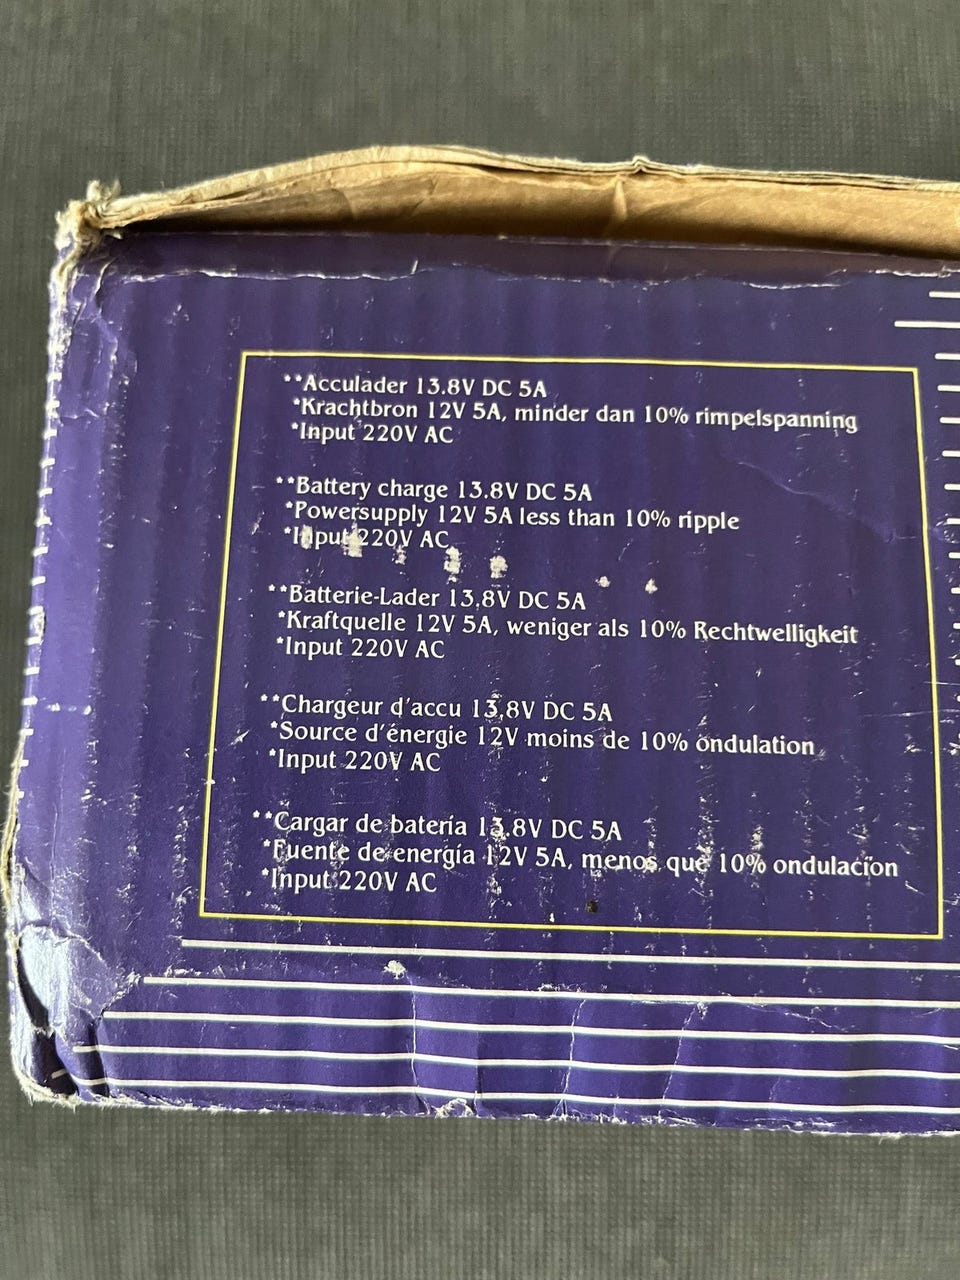 **Acculader 13.8V DC 5A
*Krachtbron 12V 5A, minder dan 10% rimpelspanning
*Input 220V AC
**Battery charge 13.8V DC 5A
*Powersupply 12V 5A less than 10% ripple
*Input 220V AC
**Batterie-Lader 13,8V DC 5A
*Kraftquelle 12V 5A, weniger als 10% Rechtwelligkeit
*Input 220V AC
**Chargeur d'accu 13,8V DC 5A
*Source d'énergie 12V moins de 10% ondulation
*Input 220V AC
**Cargar de batería 13.8V DC 5A
*Fuente de energía 12V 5A, menos que 10% ondulacíon
*Input 220V AC